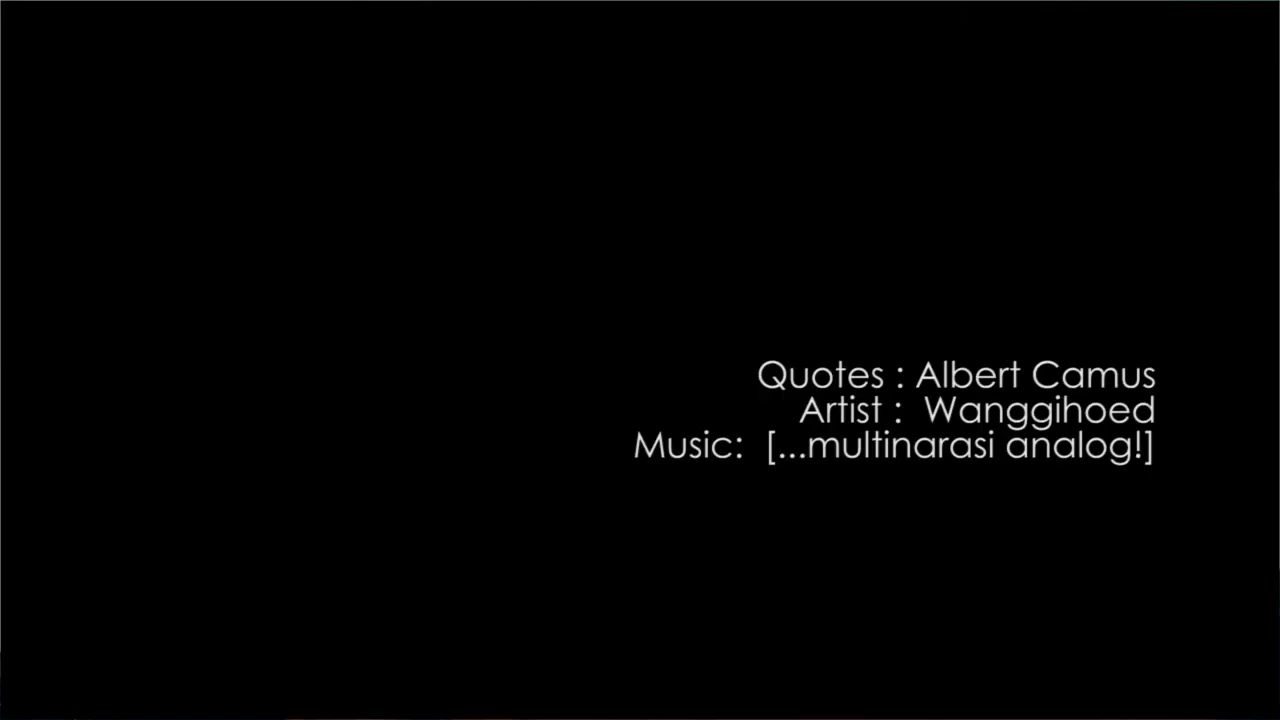 Quotes : Albert Camus
Artist :  Wanggihoed
Music:  [...multinarasi analog!]